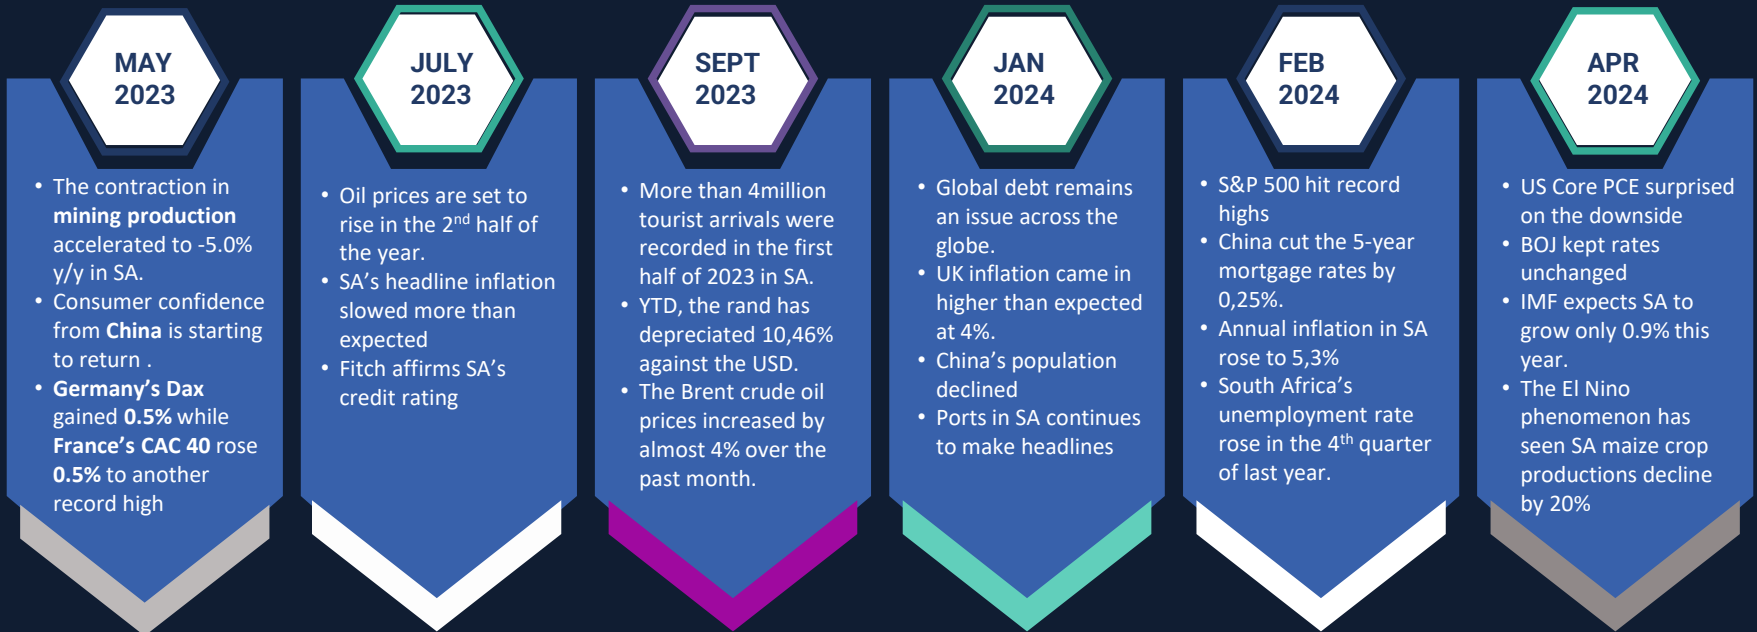 MAY
2023
• The contraction in
mining production
accelerated to -5.0%
y/y in SA.
• Consumer confidence
from China is starting
to return .
• Germany’s Dax
gained 0.5% while
France’s CAC 40 rose
0.5% to another
record high
JULY
2023
• Oil prices are set to
rise in the 2nd half of
the year.
• SA’s headline inflation
slowed more than
expected
• Fitch affirms SA’s
credit rating
SEPT
2023
• More than 4million
tourist arrivals were
recorded in the first
half of 2023 in SA.
• YTD, the rand has
depreciated 10,46%
against the USD.
• The Brent crude oil
prices increased by
almost 4% over the
past month.
JAN
2024
• Global debt remains
an issue across the
globe.
• UK inflation came in
higher than expected
at 4%.
• China’s population
declined
• Ports in SA continues
to make headlines
FEB
2024
• S&P 500 hit record
highs
• China cut the 5-year
mortgage rates by
0,25%.
• Annual inflation in SA
rose to 5,3%
• South Africa’s
unemployment rate
rose in the 4th quarter
of last year.
APR
2024
• US Core PCE surprised
on the downside
• BOJ kept rates
unchanged
• IMF expects SA to
grow only 0.9% this
year.
• The El Nino
phenomenon has
seen SA maize crop
productions decline
by 20%